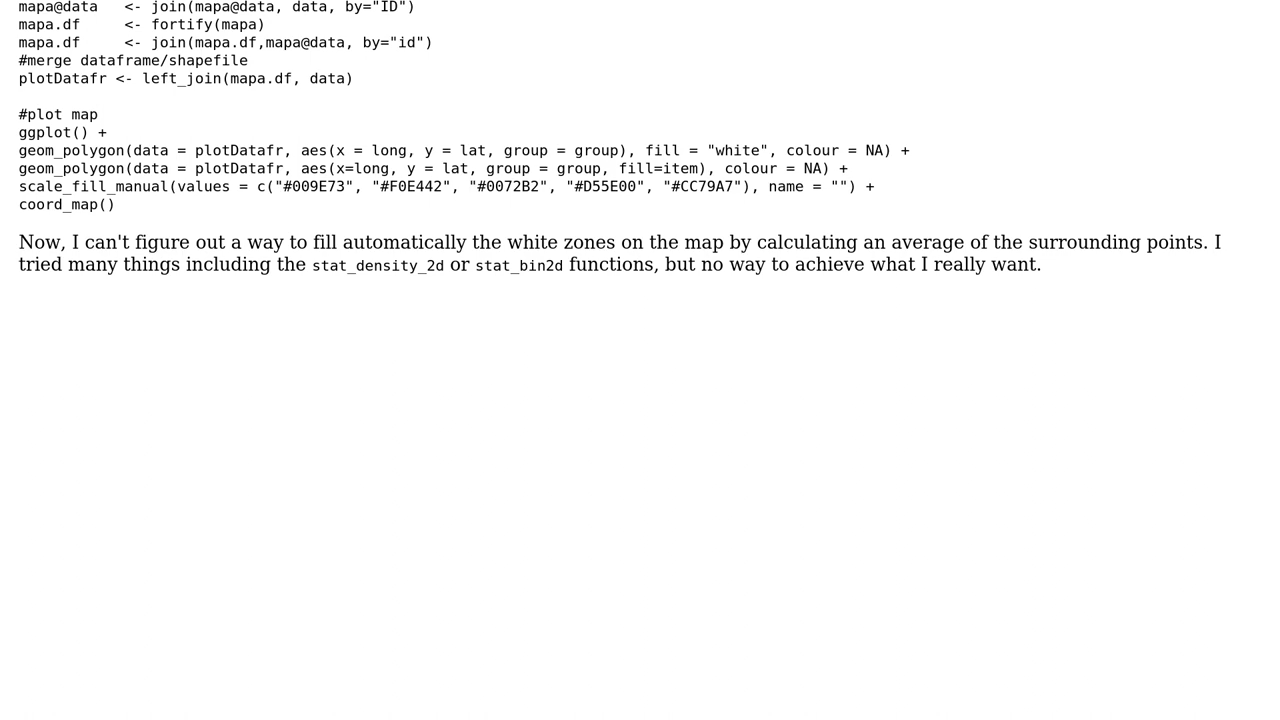 mapa@data   <- join(mapa@data, data, by="ID")
mapa.df     <- fortify(mapa)
mapa.df     <- join(mapa.df,mapa@data, by="id")
#merge dataframe/shapefile
plotDatafr <- left_join(mapa.df, data)

#plot map
ggplot() +
geom_polygon(data = plotDatafr, aes(x = long, y = lat, group = group), fill = "white", colour = NA) +
geom_polygon(data = plotDatafr, aes(x=long, y = lat, group = group, fill=item), colour = NA) +
scale_fill_manual(values = c("#009E73", "#F0E442", "#0072B2", "#D55E00", "#CC79A7"), name = "") +
coord_map()

Now, I can't figure out a way to fill automatically the white zones on the map by calculating an average of the surrounding points. I
tried many things including the stat_density_2d or stat_bin2d functions, but no way to achieve what I really want.